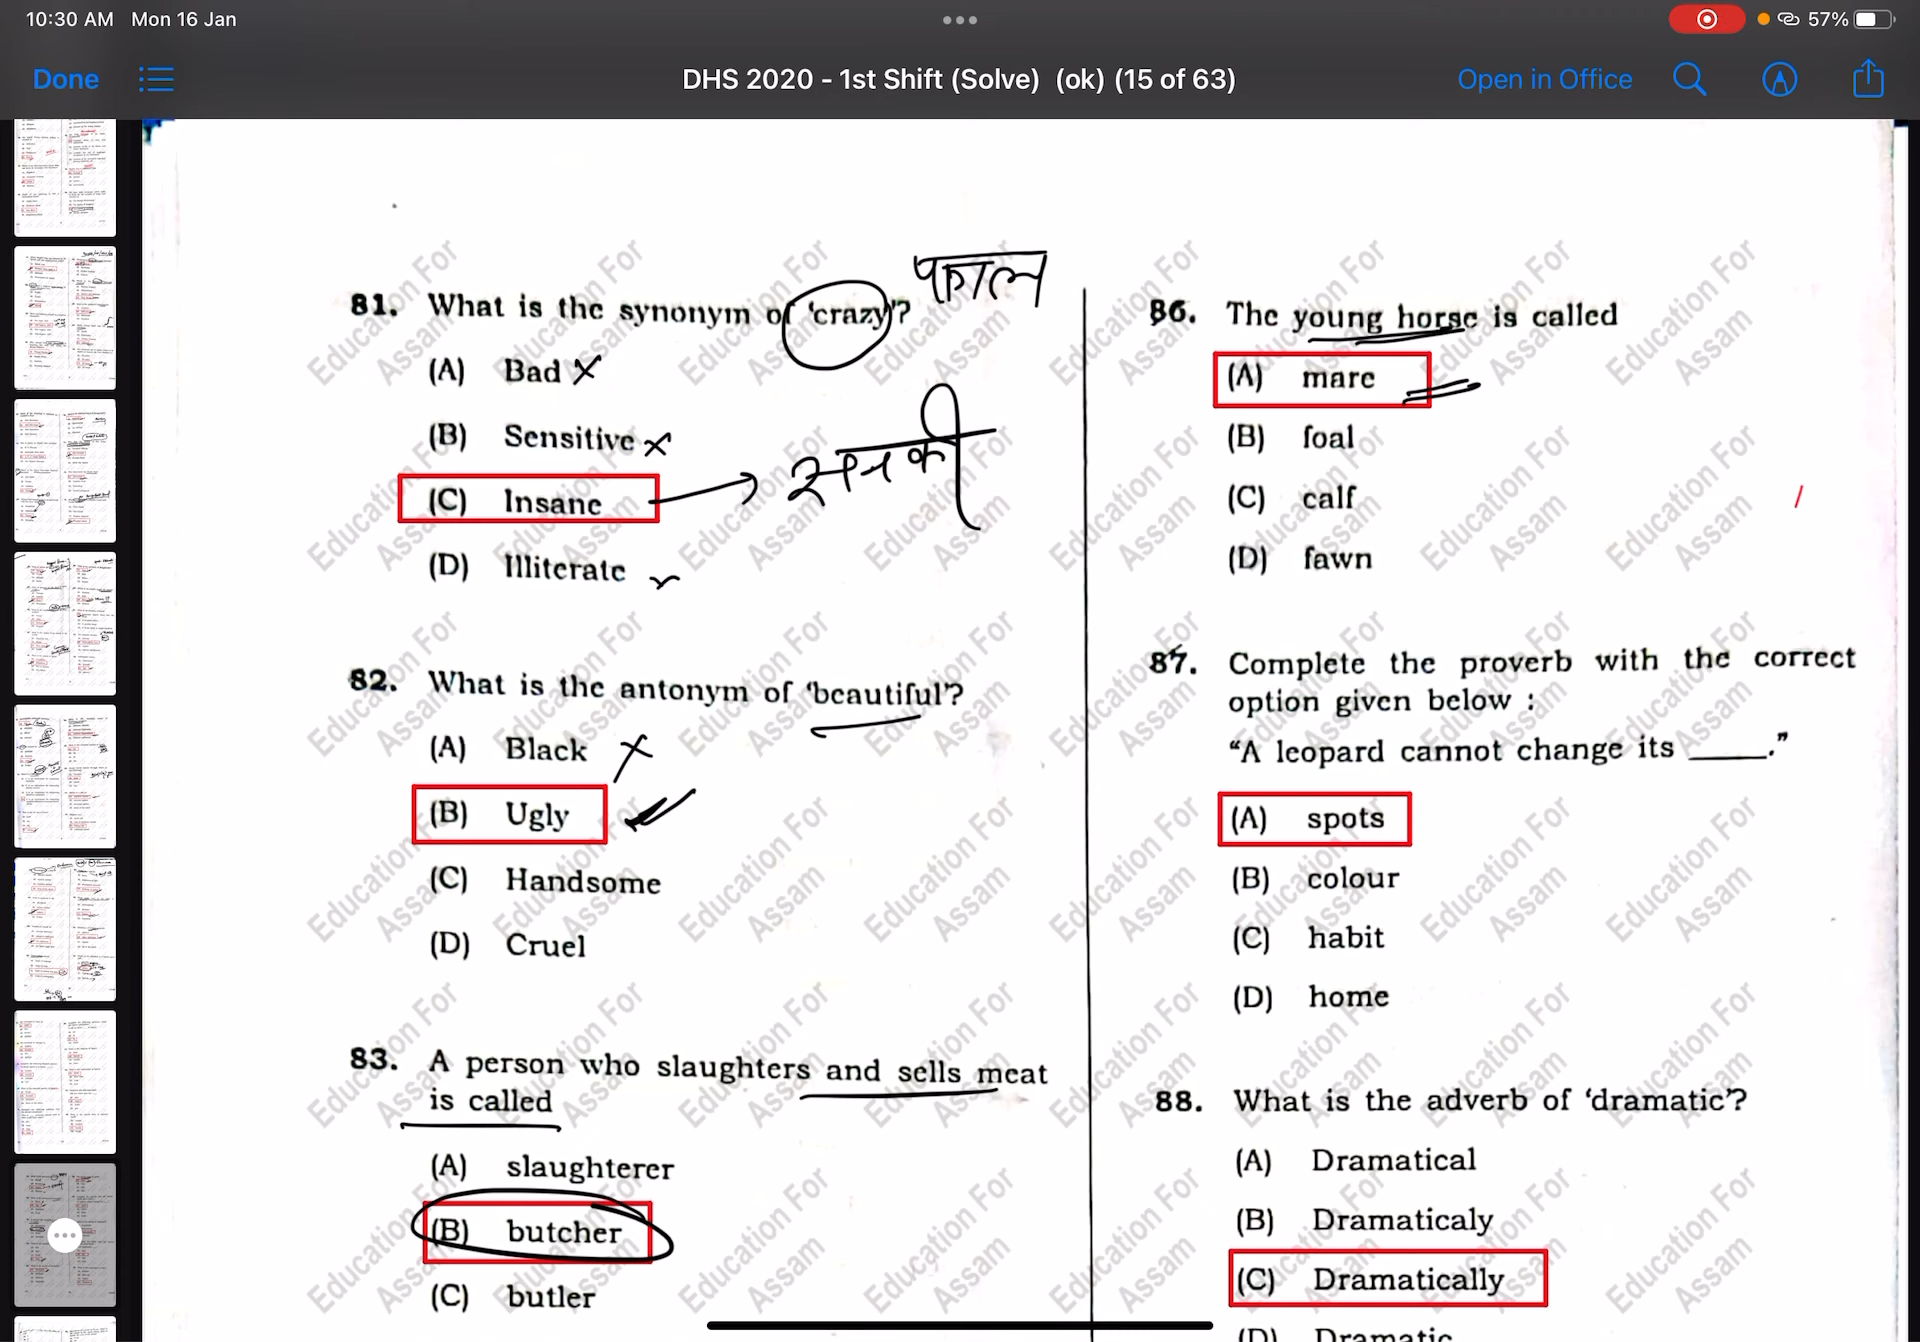 10:30 AM Mon 16 Jan
57%
Done
DHS 2020 - 1st Shift (Solve) (ok) (15 of 63)
Open in Office
81. What is the synonym of 'crazy'?
(A) Bad
(B) Sensitive
(C) Insane
(D) Illiterate
82. What is the antonym of 'beautiful'?
(A) Black
(B) Ugly
(C) Handsome
(D) Cruel
83. A person who slaughters and sells meat
is called
(A) slaughterer
(B) butcher
(C) butler
86. The young horse is called
(A) mare
(B) foal
(C) calf
(D) fawn
87. Complete the proverb with the correct
option given below :
“A leopard cannot change its _____.”
(A) spots
(B) colour
(C) habit
(D) home
88. What is the adverb of 'dramatic'?
(A) Dramatical
(B) Dramaticaly
(C) Dramatically
(D) Dramatic
Education For
Assam